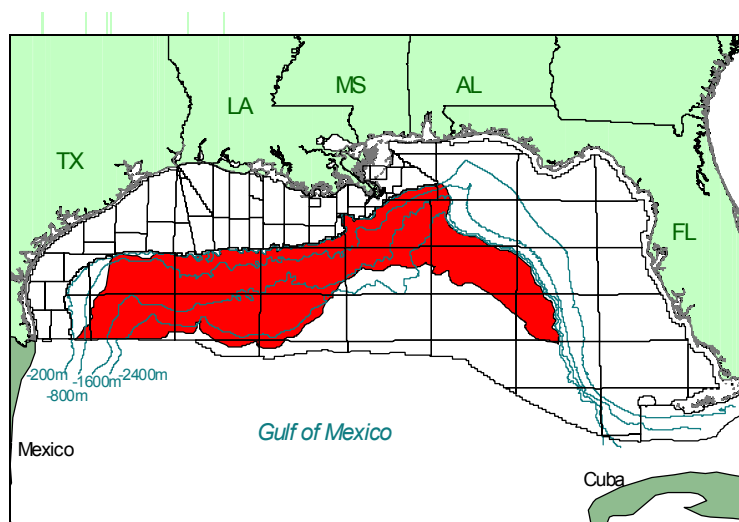 MS
AL
LA
TX
FL
-200m
-1600m
-2400m
-800m
Gulf of Mexico
Mexico
Cuba